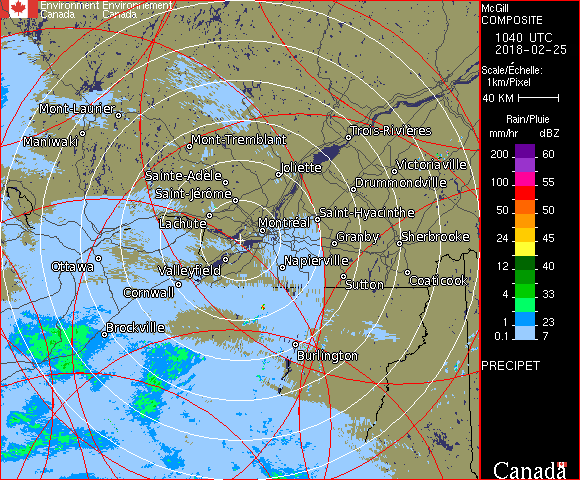 Environment Environnement
Canada Canada
McGill
COMPOSITE
1040 UTC
2018-02-25
Scale/Échelle:
1km/Pixel
40 KM
Rain/Pluie
mm/hr dBZ
200 60
100 55
50 50
24 45
12 40
4 33
2 23
0.1 7
PRECIPET
Canada
Mont-Laurier
Maniwaki
Mont-Tremblant
Trois-Rivières
Sainte-Adèle
Joliette
Victoriaville
Saint-Jérôme
Drummondville
Lachute
Montréal
Saint-Hyacinthe
Granby
Sherbrooke
Ottawa
Valleyfield
Napierville
Cornwall
Sutton
Coaticook
Brockville
Burlington